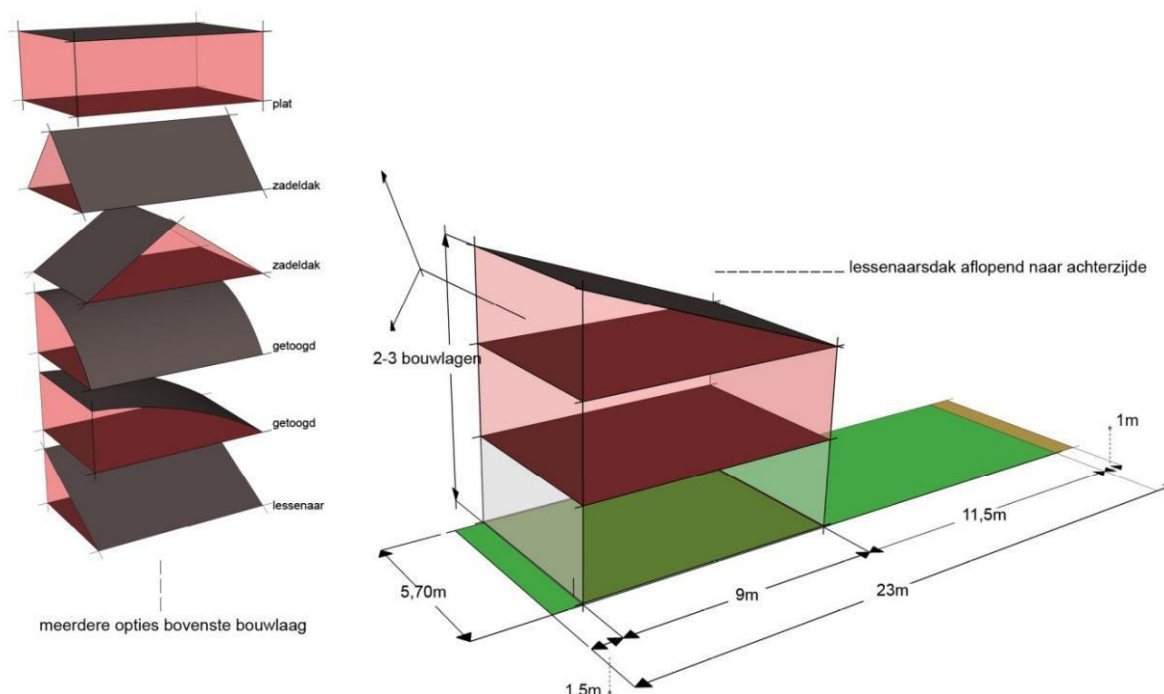 plat
zadeldak
zadeldak
getoogd
getoogd
lessenaar
meerdere opties bovenste bouwlaag
lessenaarsdak aflopend naar achterzijde
2-3 bouwlagen
1m
11,5m
5,70m
9m
23m
1,5m